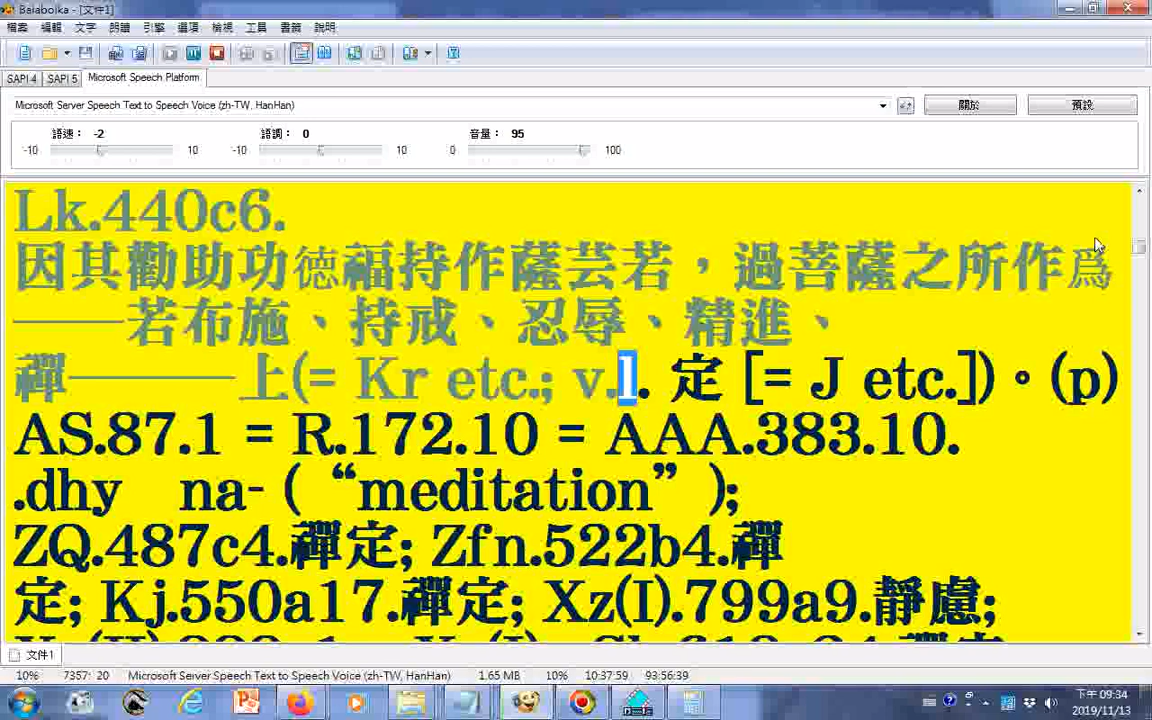 Balabolka - [文件1]
檔案 編輯 文字 朗讀 引擎 選項 檢視 工具 書籤 說明
SAPI 4 SAPI 5 Microsoft Speech Platform
Microsoft Server Speech Text to Speech Voice (zh-TW, HanHan) 關於 預設
語速： -2 語調： 0 音量： 95
-10 10 -10 10 0 100
Lk.440c6.
因其勸助功德福持作薩芸若，過菩薩之所作爲
——若布施、持戒、忍辱、精進、
禪———上(= Kr etc.; v.l. 定 [= J etc.])。(p)
AS.87.1 = R.172.10 = AAA.383.10.
.dhy na- (“meditation”);
ZQ.487c4.禪定; Zfn.522b4.禪
定; Kj.550a17.禪定; Xz(I).799a9.靜慮;
文件1
10% 7357: 20 Microsoft Server Speech Text to Speech Voice (zh-TW, HanHan) 1.65 MB 10% 10:37:59 93:56:39
下午 09:34
2019/11/13